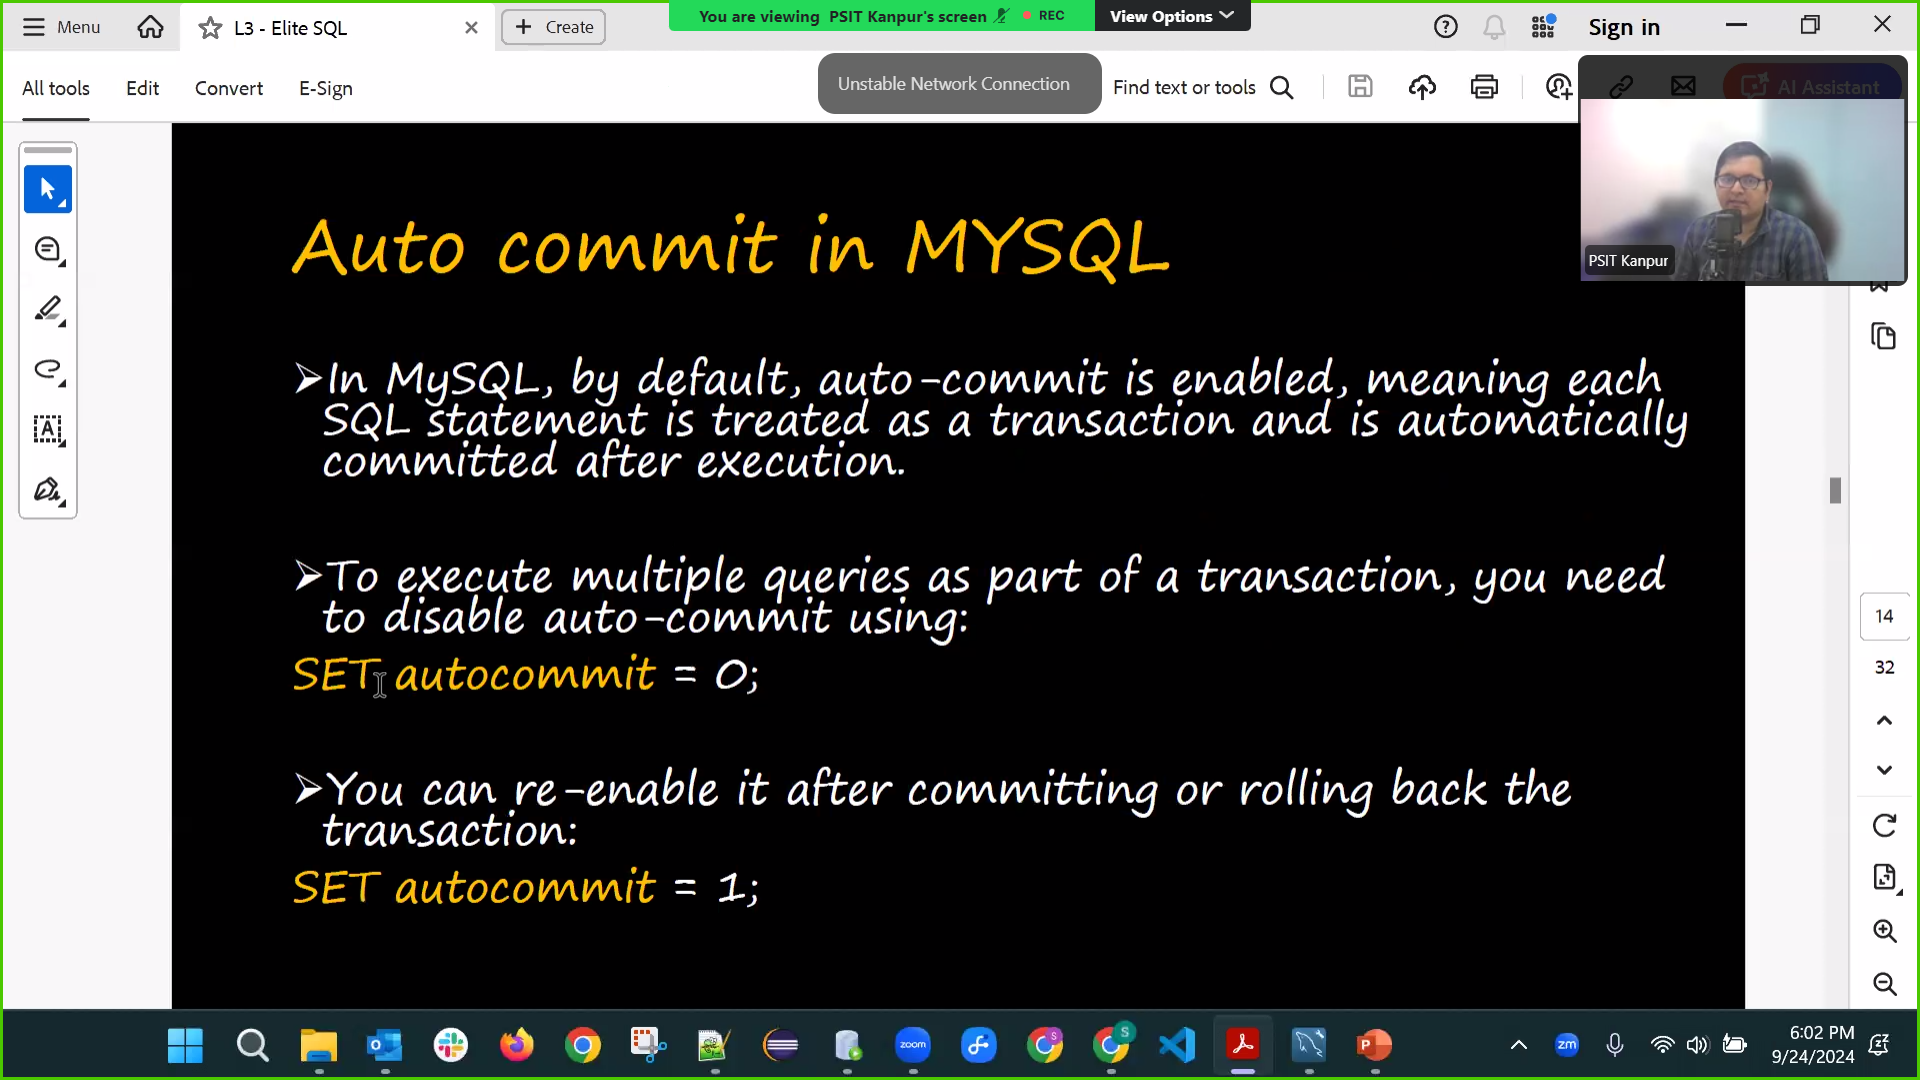 Menu
L3 - Elite SQL
Create
You are viewing PSIT Kanpur's screen
REC
View Options
Sign in
All tools
Edit
Convert
E-Sign
Unstable Network Connection
Find text or tools
AI Assistant
PSIT Kanpur
Auto commit in MYSQL
➢In MySQL, by default, auto-commit is enabled, meaning each
SQL statement is treated as a transaction and is automatically
committed after execution.
➢To execute multiple queries as part of a transaction, you need
to disable auto-commit using:
SET autocommit = 0;
➢You can re-enable it after committing or rolling back the
transaction:
SET autocommit = 1;
14
32
zoom
S
S
zm
6:02 PM
9/24/2024